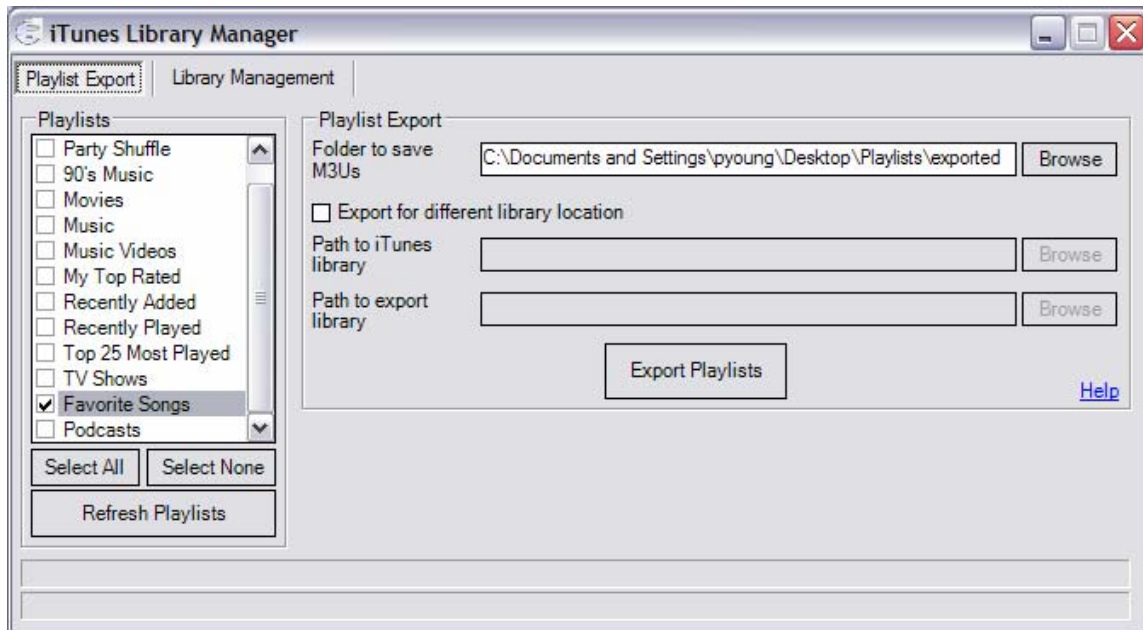 iTunes Library Manager
Playlist Export
Library Management
Playlists
Party Shuffle
90's Music
Movies
Music
Music Videos
My Top Rated
Recently Added
Recently Played
Top 25 Most Played
TV Shows
Favorite Songs
Podcasts
Select All
Select None
Refresh Playlists
Playlist Export
Folder to save
M3Us
C:\Documents and Settings\pyoung\Desktop\Playlists\exported
Browse
Export for different library location
Path to iTunes
library
Browse
Path to export
library
Browse
Export Playlists
Help